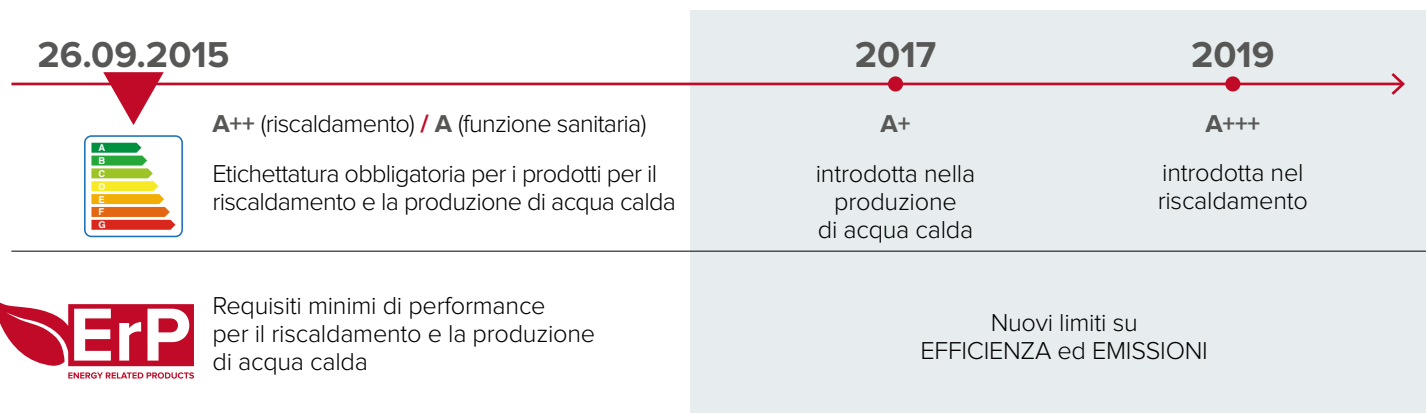 26.09.2015
2017
2019
A++ (riscaldamento) / A (funzione sanitaria)
Etichettatura obbligatoria per i prodotti per il
riscaldamento e la produzione di acqua calda
A
B
C
D
E
F
G
A+
introdotta nella
produzione
di acqua calda
A+++
introdotta nel
riscaldamento
ErP
ENERGY RELATED PRODUCTS
Requisiti minimi di performance
per il riscaldamento e la produzione
di acqua calda
Nuovi limiti su
EFFICIENZA ed EMISSIONI